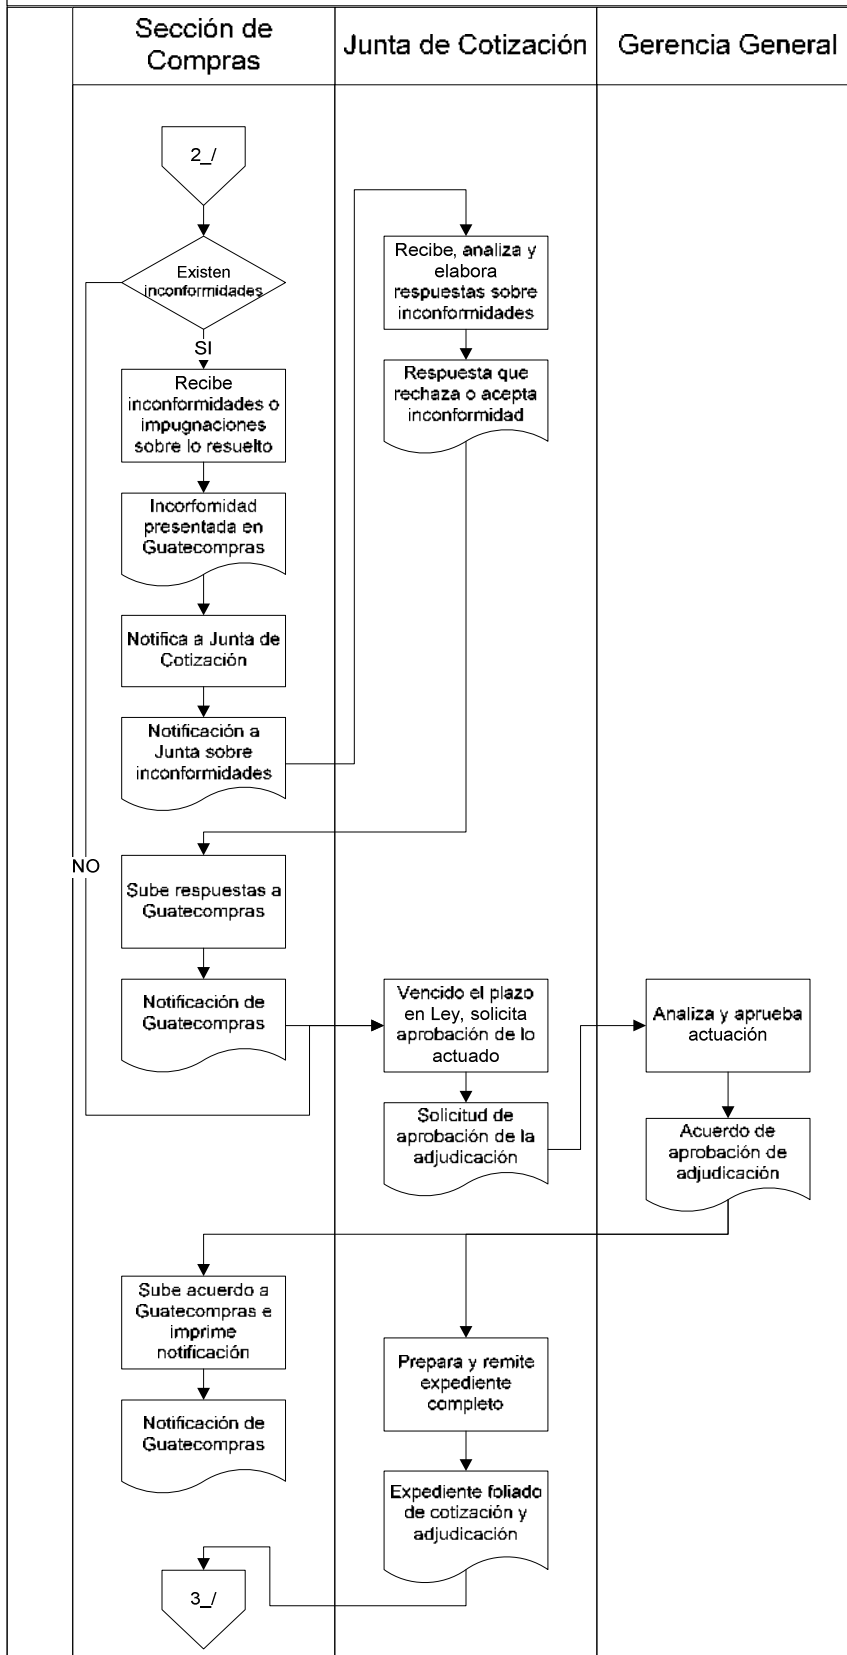 Sección de
Compras
Junta de Cotización
Gerencia General
2_/
Existen
inconformidades
SI
Recibe
inconformidades o
impugnaciones
sobre lo resuelto
Incorfomidad
presentada en
Guatecompras
Notifica a Junta de
Cotización
Notificación a
Junta sobre
inconformidades
Recibe, analiza y
elabora
respuestas sobre
inconformidades
Respuesta que
rechaza o acepta
inconformidad
NO
Sube respuestas a
Guatecompras
Notificación de
Guatecompras
Vencido el plazo
en Ley, solicita
aprobación de lo
actuado
Solicitud de
aprobación de la
adjudicación
Analiza y aprueba
actuación
Acuerdo de
aprobación de
adjudicación
Sube acuerdo a
Guatecompras e
imprime
notificación
Notificación de
Guatecompras
Prepara y remite
expediente
completo
Expediente foliado
de cotización y
adjudicación
3_/